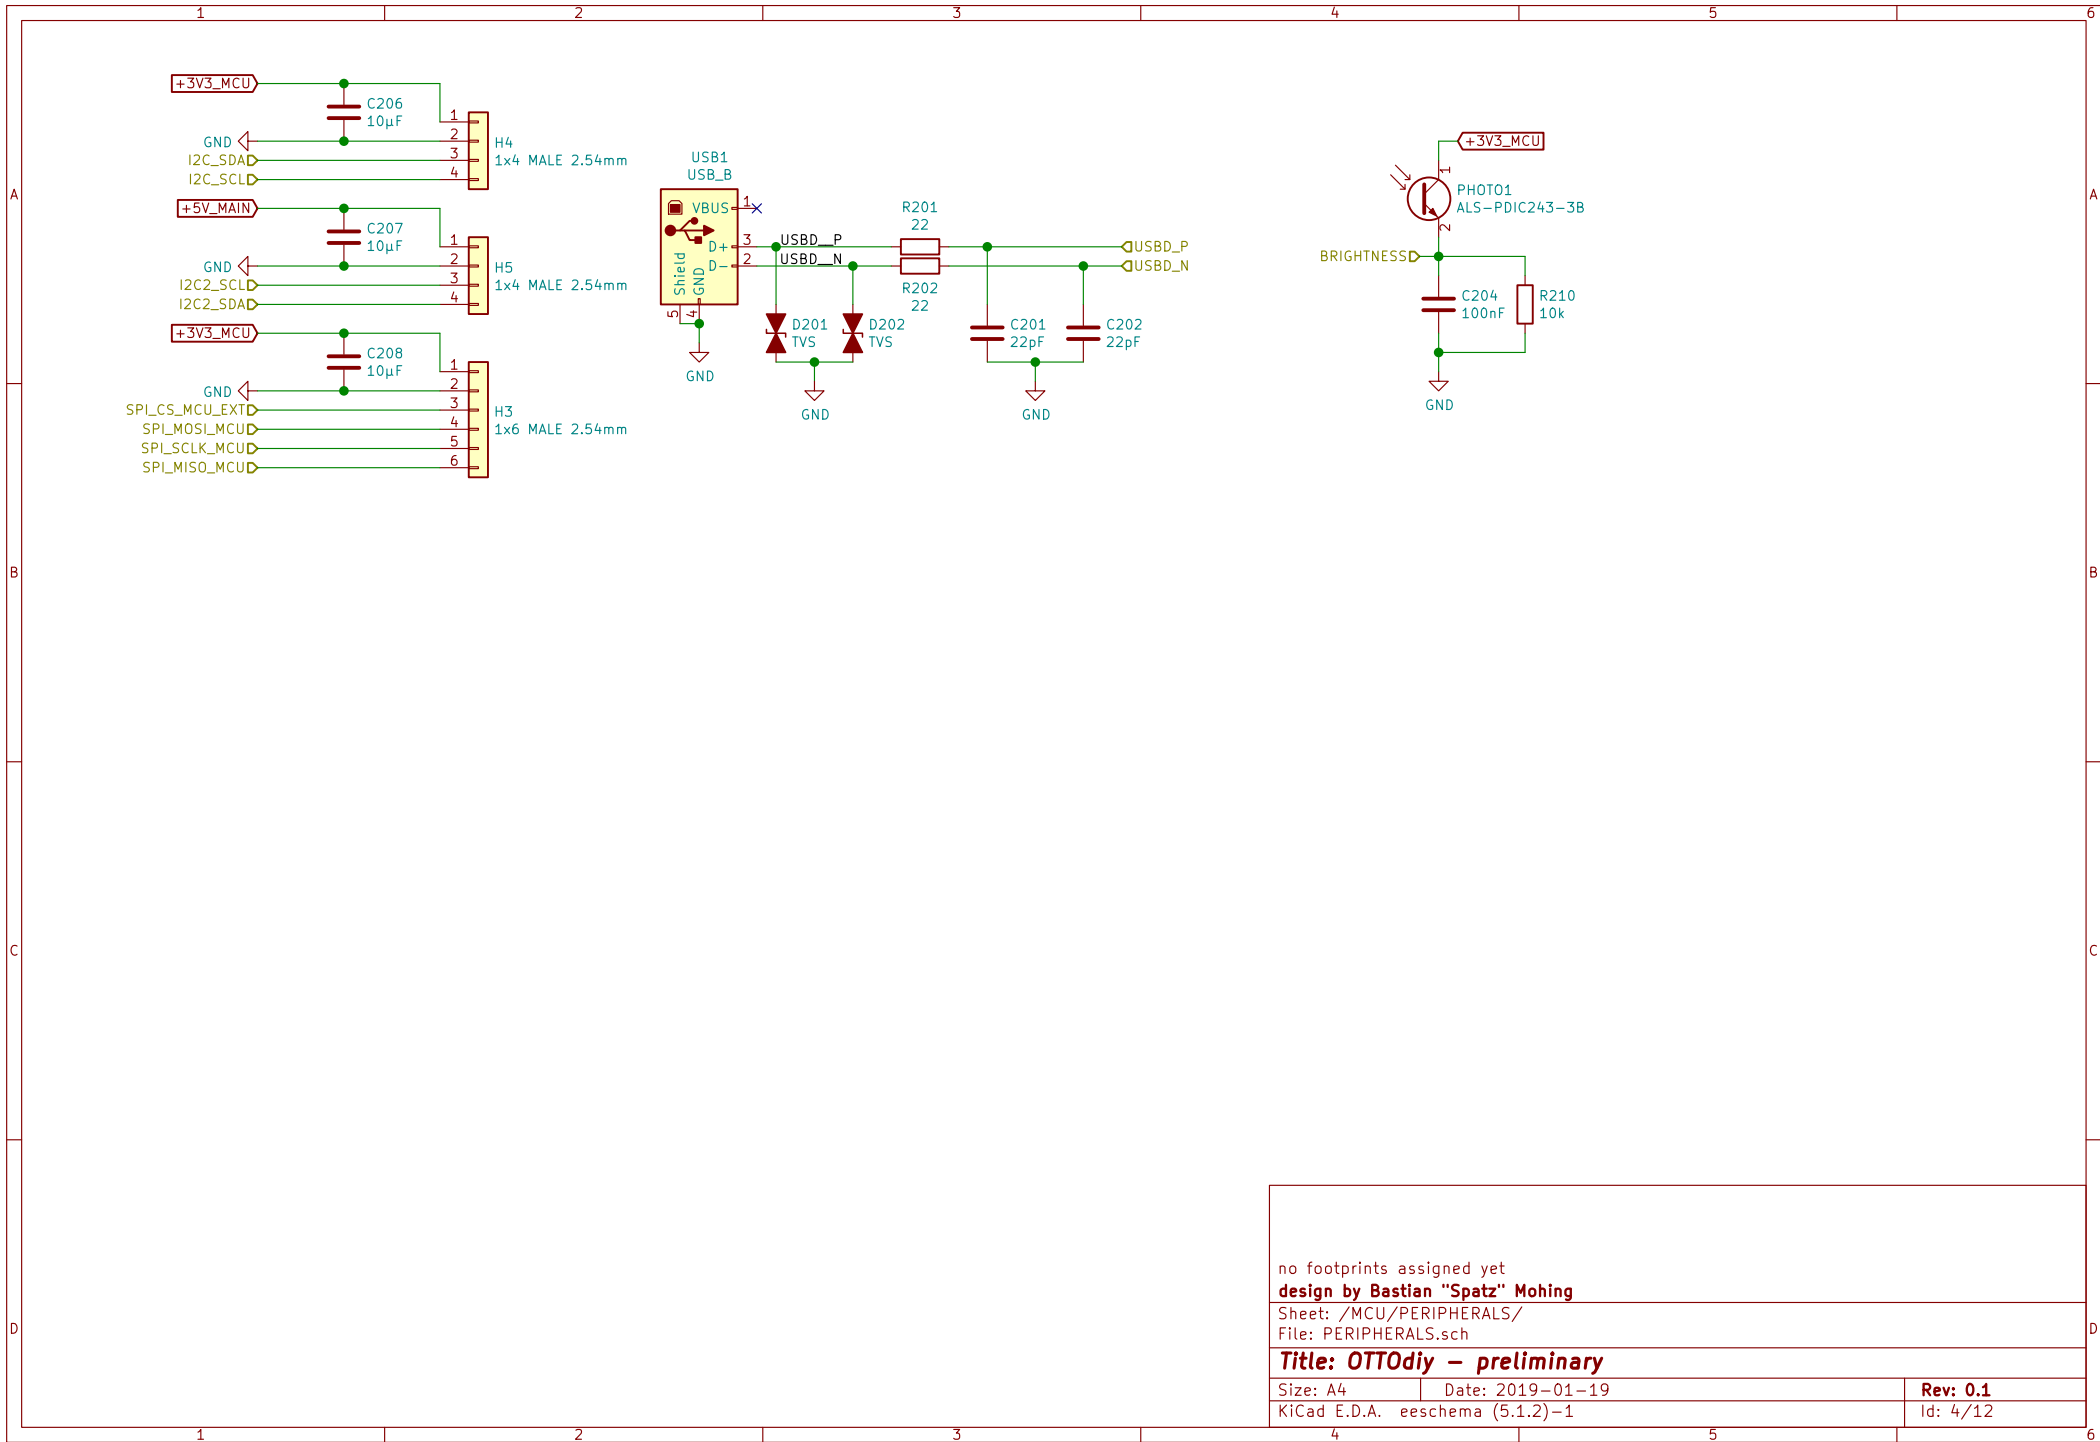 1 2 3 4 5 6
A
B
C
D
A
B
C
D
+3V3_MCU
C206
10µF
GND
I2C_SDA
I2C_SCL
1
2
3
4
H4
1x4 MALE 2.54mm
+5V_MAIN
C207
10µF
GND
I2C2_SCL
I2C2_SDA
1
2
3
4
H5
1x4 MALE 2.54mm
+3V3_MCU
C208
10µF
GND
SPI_CS_MCU_EXT
SPI_MOSI_MCU
SPI_SCLK_MCU
SPI_MISO_MCU
1
2
3
4
5
6
H3
1x6 MALE 2.54mm
USB1
USB_B
VBUS
1
D+
3
D-
2
Shield
5
GND
4
GND
USBD__P
USBD__N
D201
TVS
D202
TVS
GND
R201
22
R202
22
USBD_P
USBD_N
C201
22pF
C202
22pF
GND
+3V3_MCU
1
PHOTO1
ALS-PDIC243-3B
2
BRIGHTNESS
C204
100nF
R210
10k
GND
no footprints assigned yet
design by Bastian "Spatz" Mohing
Sheet: /MCU/PERIPHERALS/
File: PERIPHERALS.sch
Title: OTTOdiy – preliminary
Size: A4 Date: 2019-01-19 Rev: 0.1
KiCad E.D.A. eeschema (5.1.2)-1 Id: 4/12
1 2 3 4 5 6